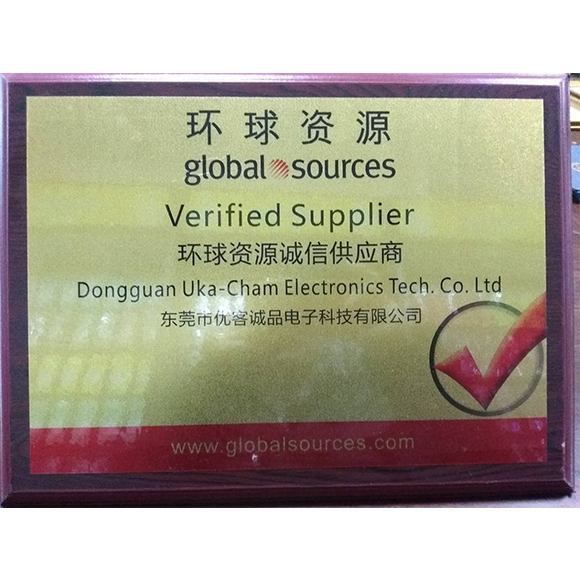 环球资源
global sources
Verified Supplier
环球资源诚信供应商
Dongguan Uka-Cham Electronics Tech. Co. Ltd
东莞市优客诚品电子科技有限公司
www.globalsources.com